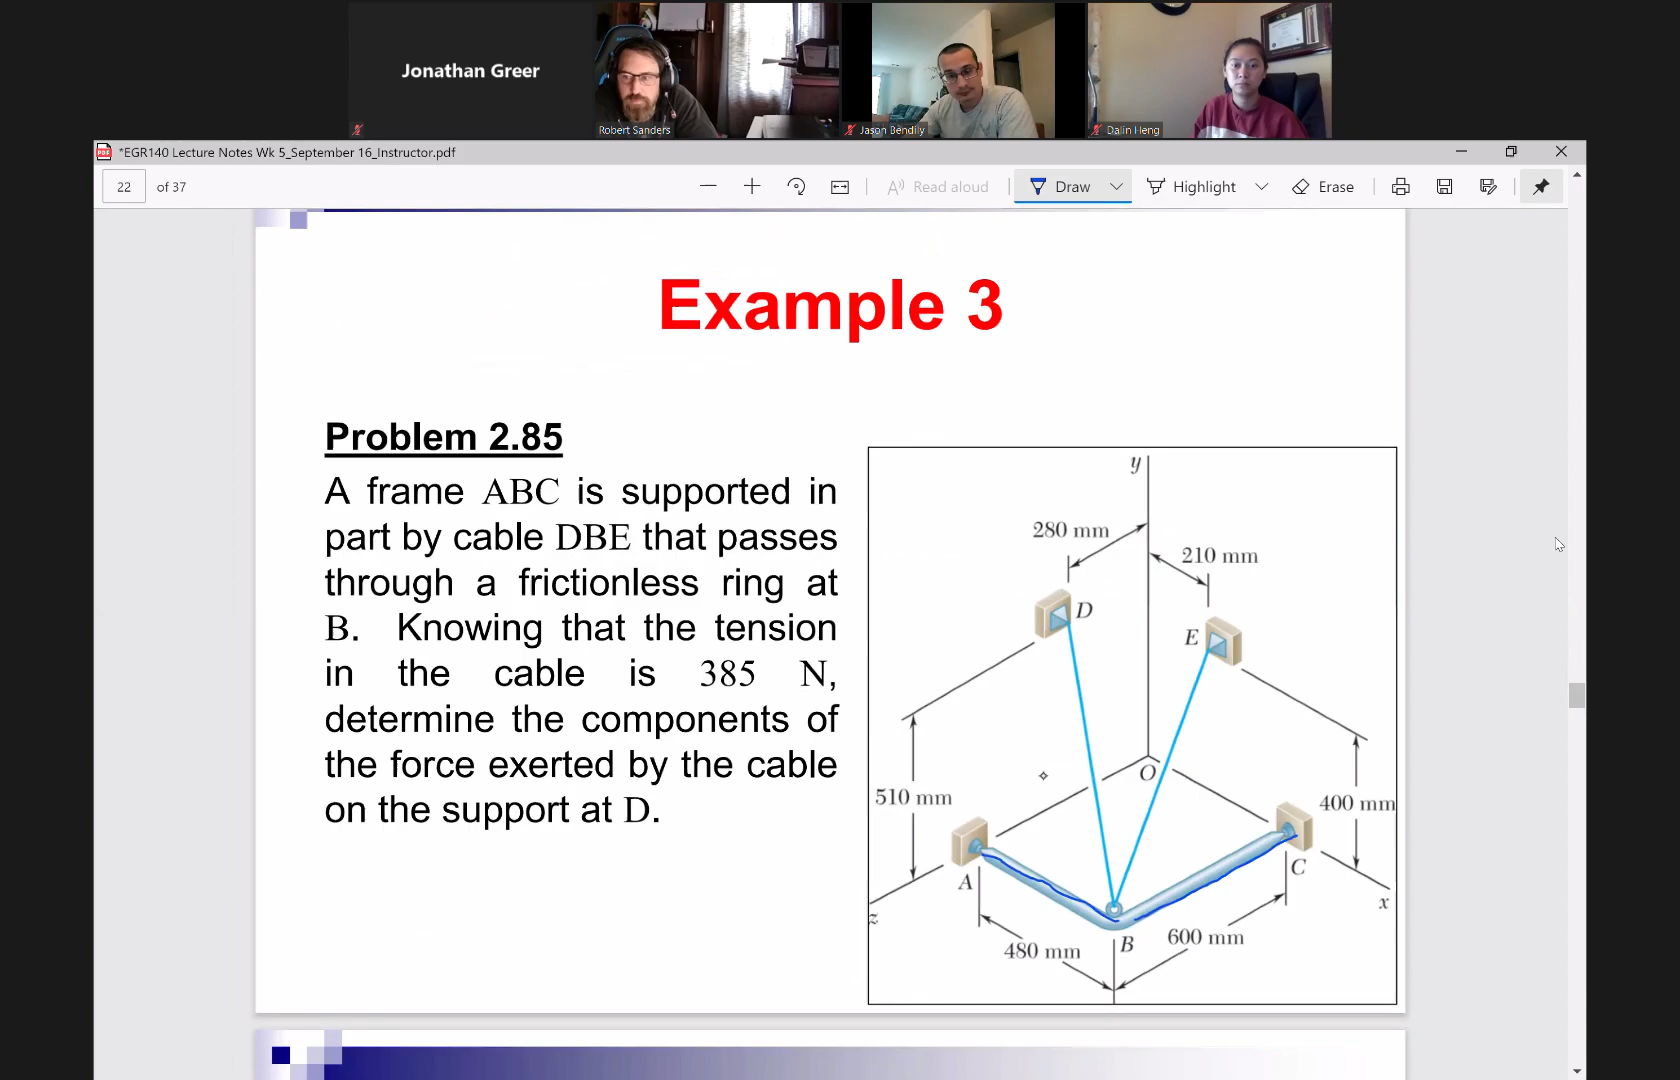 Jonathan Greer
Robert Sanders
Jason Bendily
Dalin Heng
*EGR140 Lecture Notes Wk 5_September 16_Instructor.pdf
22 of 37
Read aloud
Draw
Highlight
Erase
Example 3
Problem 2.85
A frame ABC is supported in
part by cable DBE that passes
through a frictionless ring at
B. Knowing that the tension
in the cable is 385 N,
determine the components of
the force exerted by the cable
on the support at D.
y
280 mm
210 mm
D
E
O
510 mm
400 mm
A
C
z
x
480 mm
B
600 mm